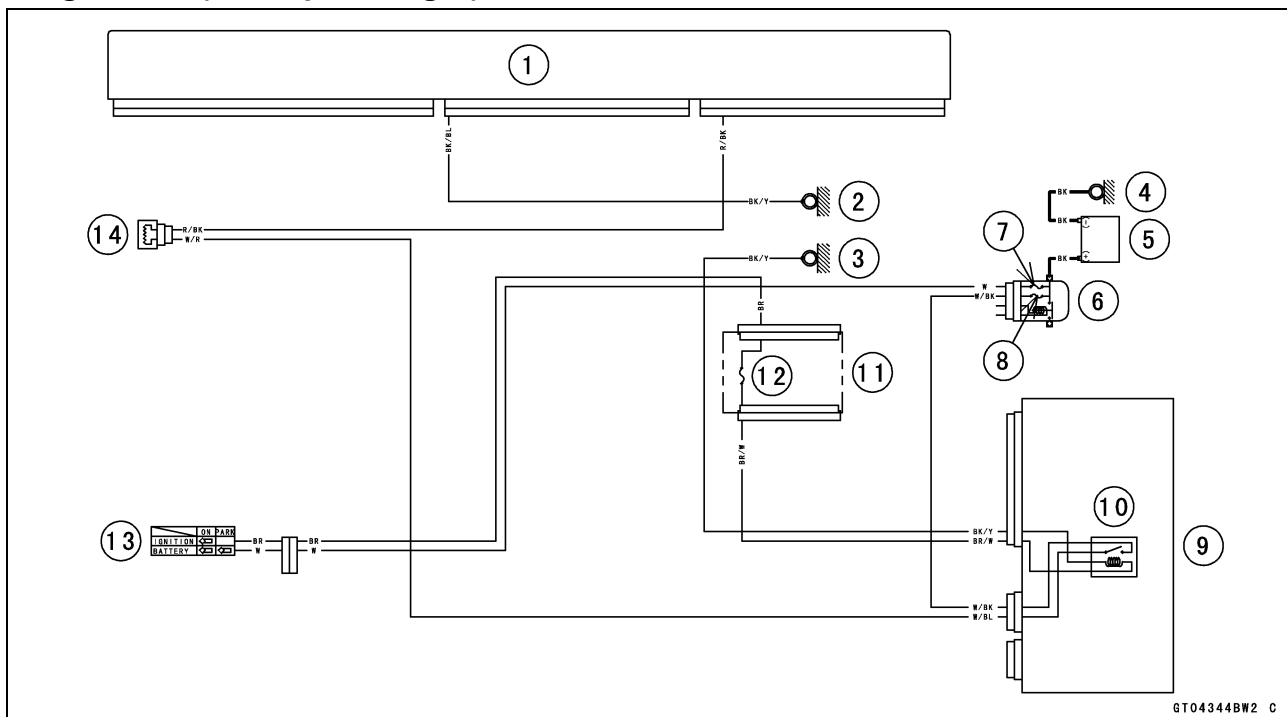 1
BK/BL
R/BK
BK/Y
2
BK
4
BK
(-)
5
(+)
BK
14
R/BK
W/R
7
BK/Y
3
W
W/BK
6
BR
8
12
11
BR/W
10
13
ON PARK
IGNITION
BATTERY
BR
W
BR
W
BK/Y
BR/W
9
W/BK
W/BL
GT04344BW2 C